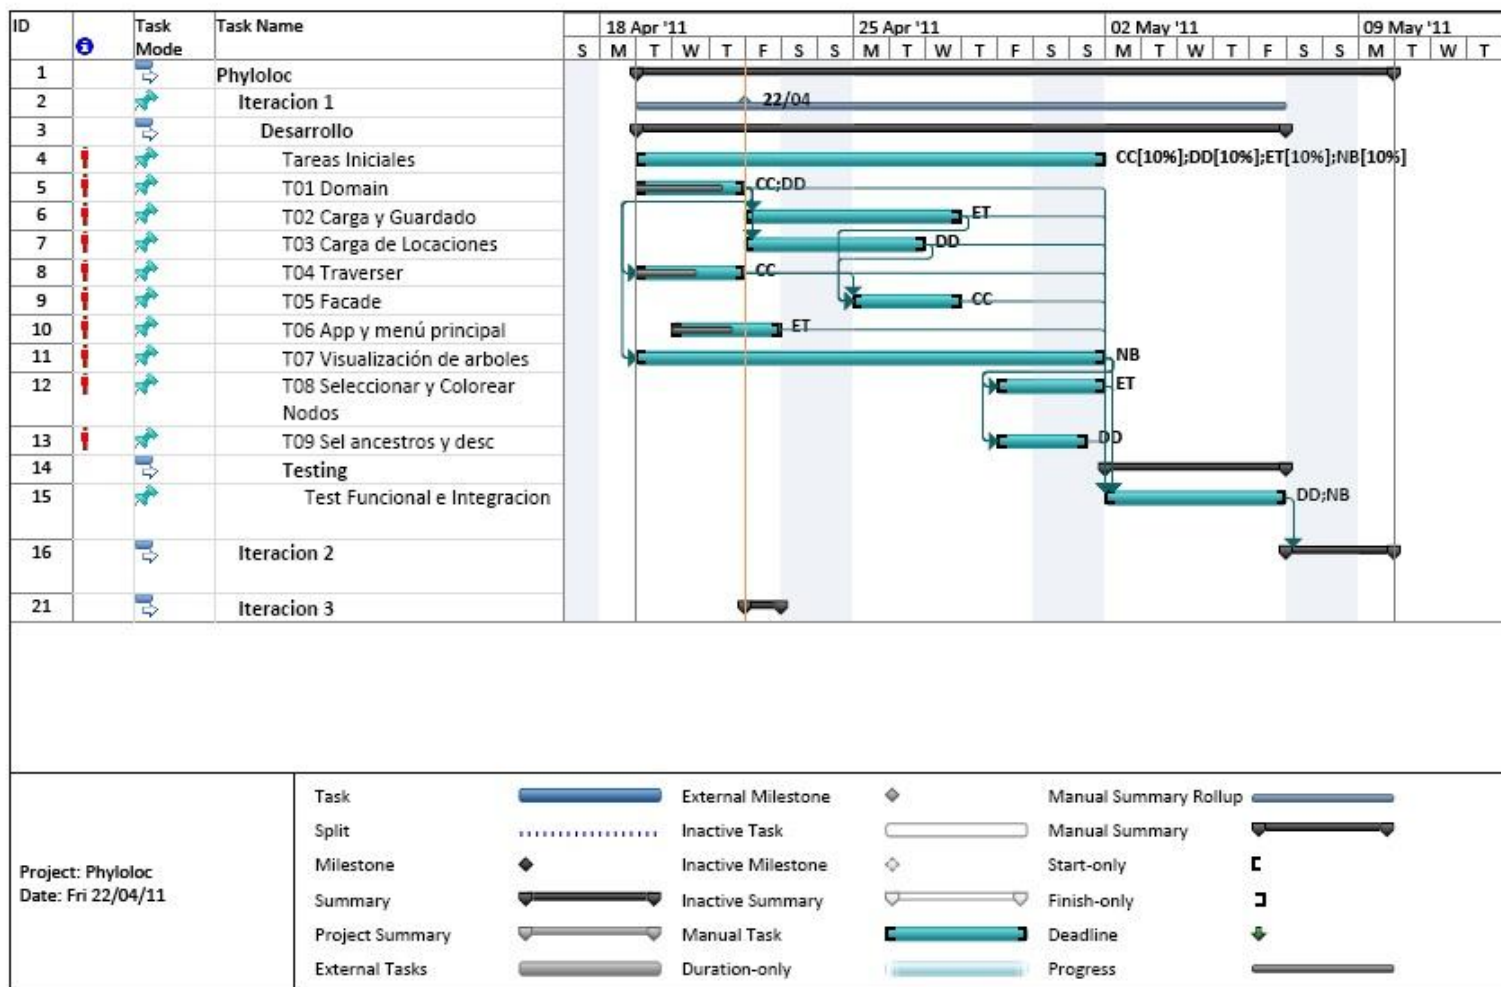 ID Task Task Name 18 Apr '11 25 Apr '11 02 May '11 09 May '11
Mode S M T W T F S S M T W T F S S M T W T F S S M T W T
1 Phyloloc
2 Iteracion 1 22/04
3 Desarrollo
4 Tareas Iniciales CC[10%];DD[10%];ET[10%];NB[10%]
5 T01 Domain CC;DD
6 T02 Carga y Guardado ET
7 T03 Carga de Locaciones DD
8 T04 Traverser CC
9 T05 Facade CC
10 T06 App y menú principal ET
11 T07 Visualización de arboles NB
12 T08 Seleccionar y Colorear ET
Nodos
13 T09 Sel ancestros y desc DD
14 Testing
15 Test Funcional e Integracion DD;NB
16 Iteracion 2
21 Iteracion 3
Project: Phyloloc
Date: Fri 22/04/11
Task External Milestone Manual Summary Rollup
Split Inactive Task Manual Summary
Milestone Inactive Milestone Start-only
Summary Inactive Summary Finish-only
Project Summary Manual Task Deadline
External Tasks Duration-only Progress